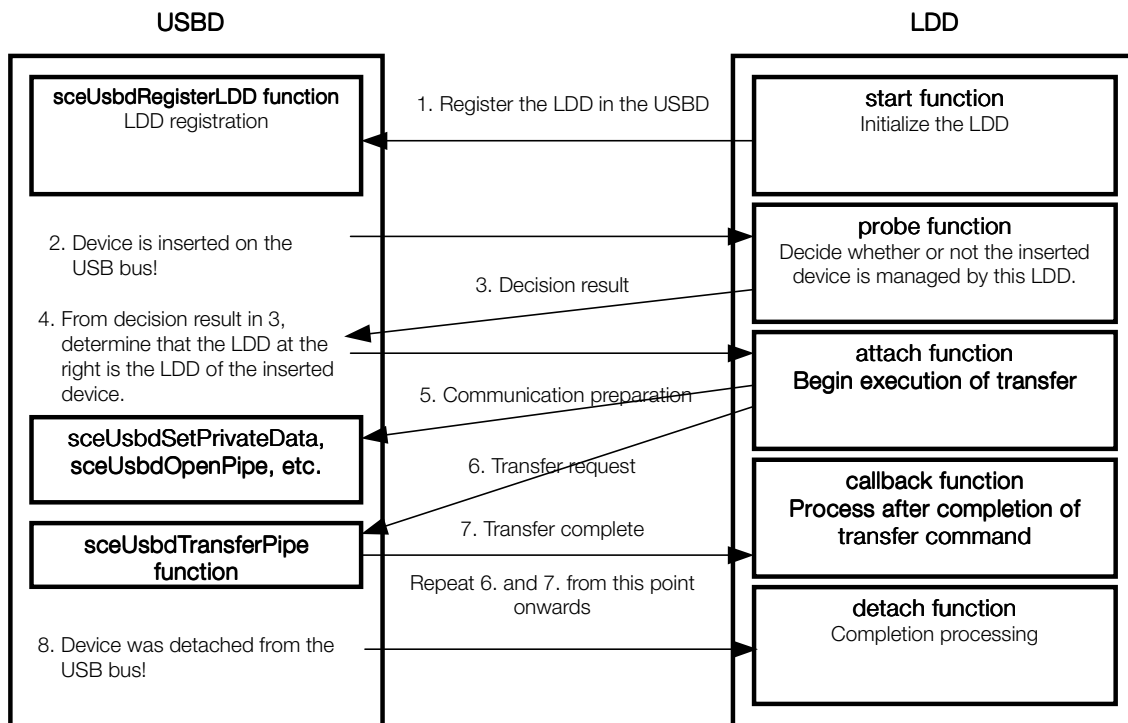 USBD
LDD
sceUsbdRegisterLDD function
LDD registration
1. Register the LDD in the USBD
start function
Initialize the LDD
2. Device is inserted on the
USB bus!
probe function
Decide whether or not the inserted
device is managed by this LDD.
3. Decision result
4. From decision result in 3,
determine that the LDD at the
right is the LDD of the inserted
device.
attach function
Begin execution of transfer
5. Communication preparation
sceUsbdSetPrivateData,
sceUsbdOpenPipe, etc.
6. Transfer request
callback function
Process after completion of
transfer command
sceUsbdTransferPipe
function
7. Transfer complete
Repeat 6. and 7. from this point
onwards
detach function
Completion processing
8. Device was detached from the
USB bus!